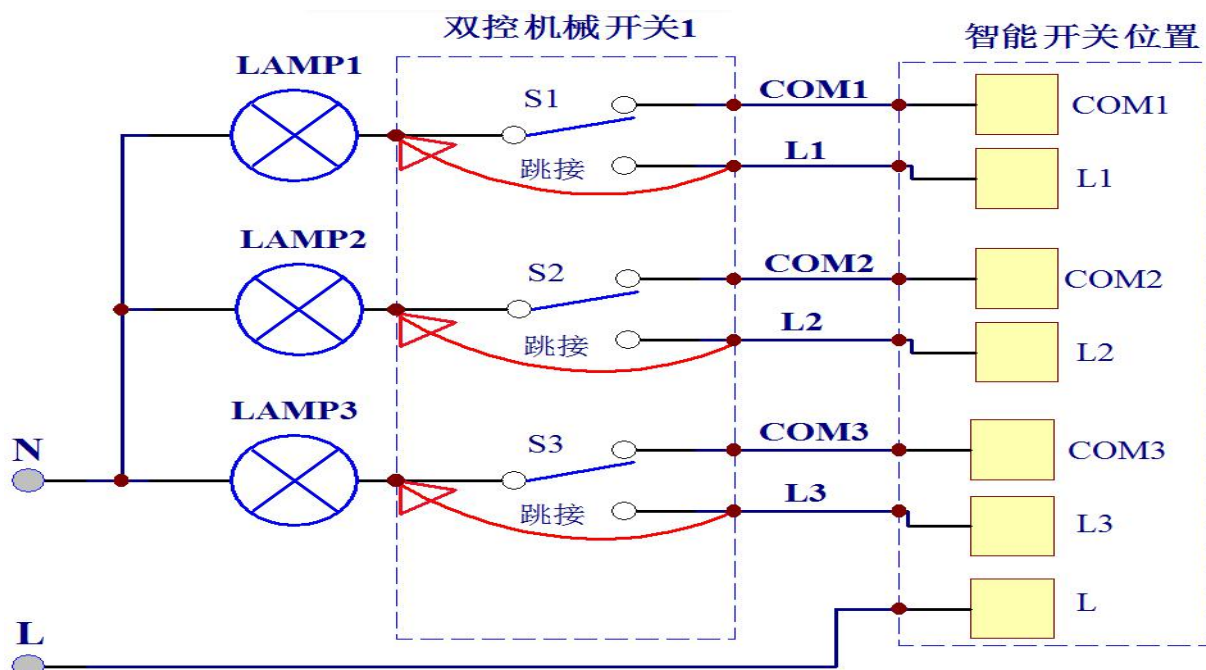 双控机械开关1
智能开关位置
LAMP1
S1
COM1
COM1
跳接
L1
L1
LAMP2
S2
COM2
COM2
跳接
L2
L2
LAMP3
S3
COM3
COM3
N
跳接
L3
L3
L
L